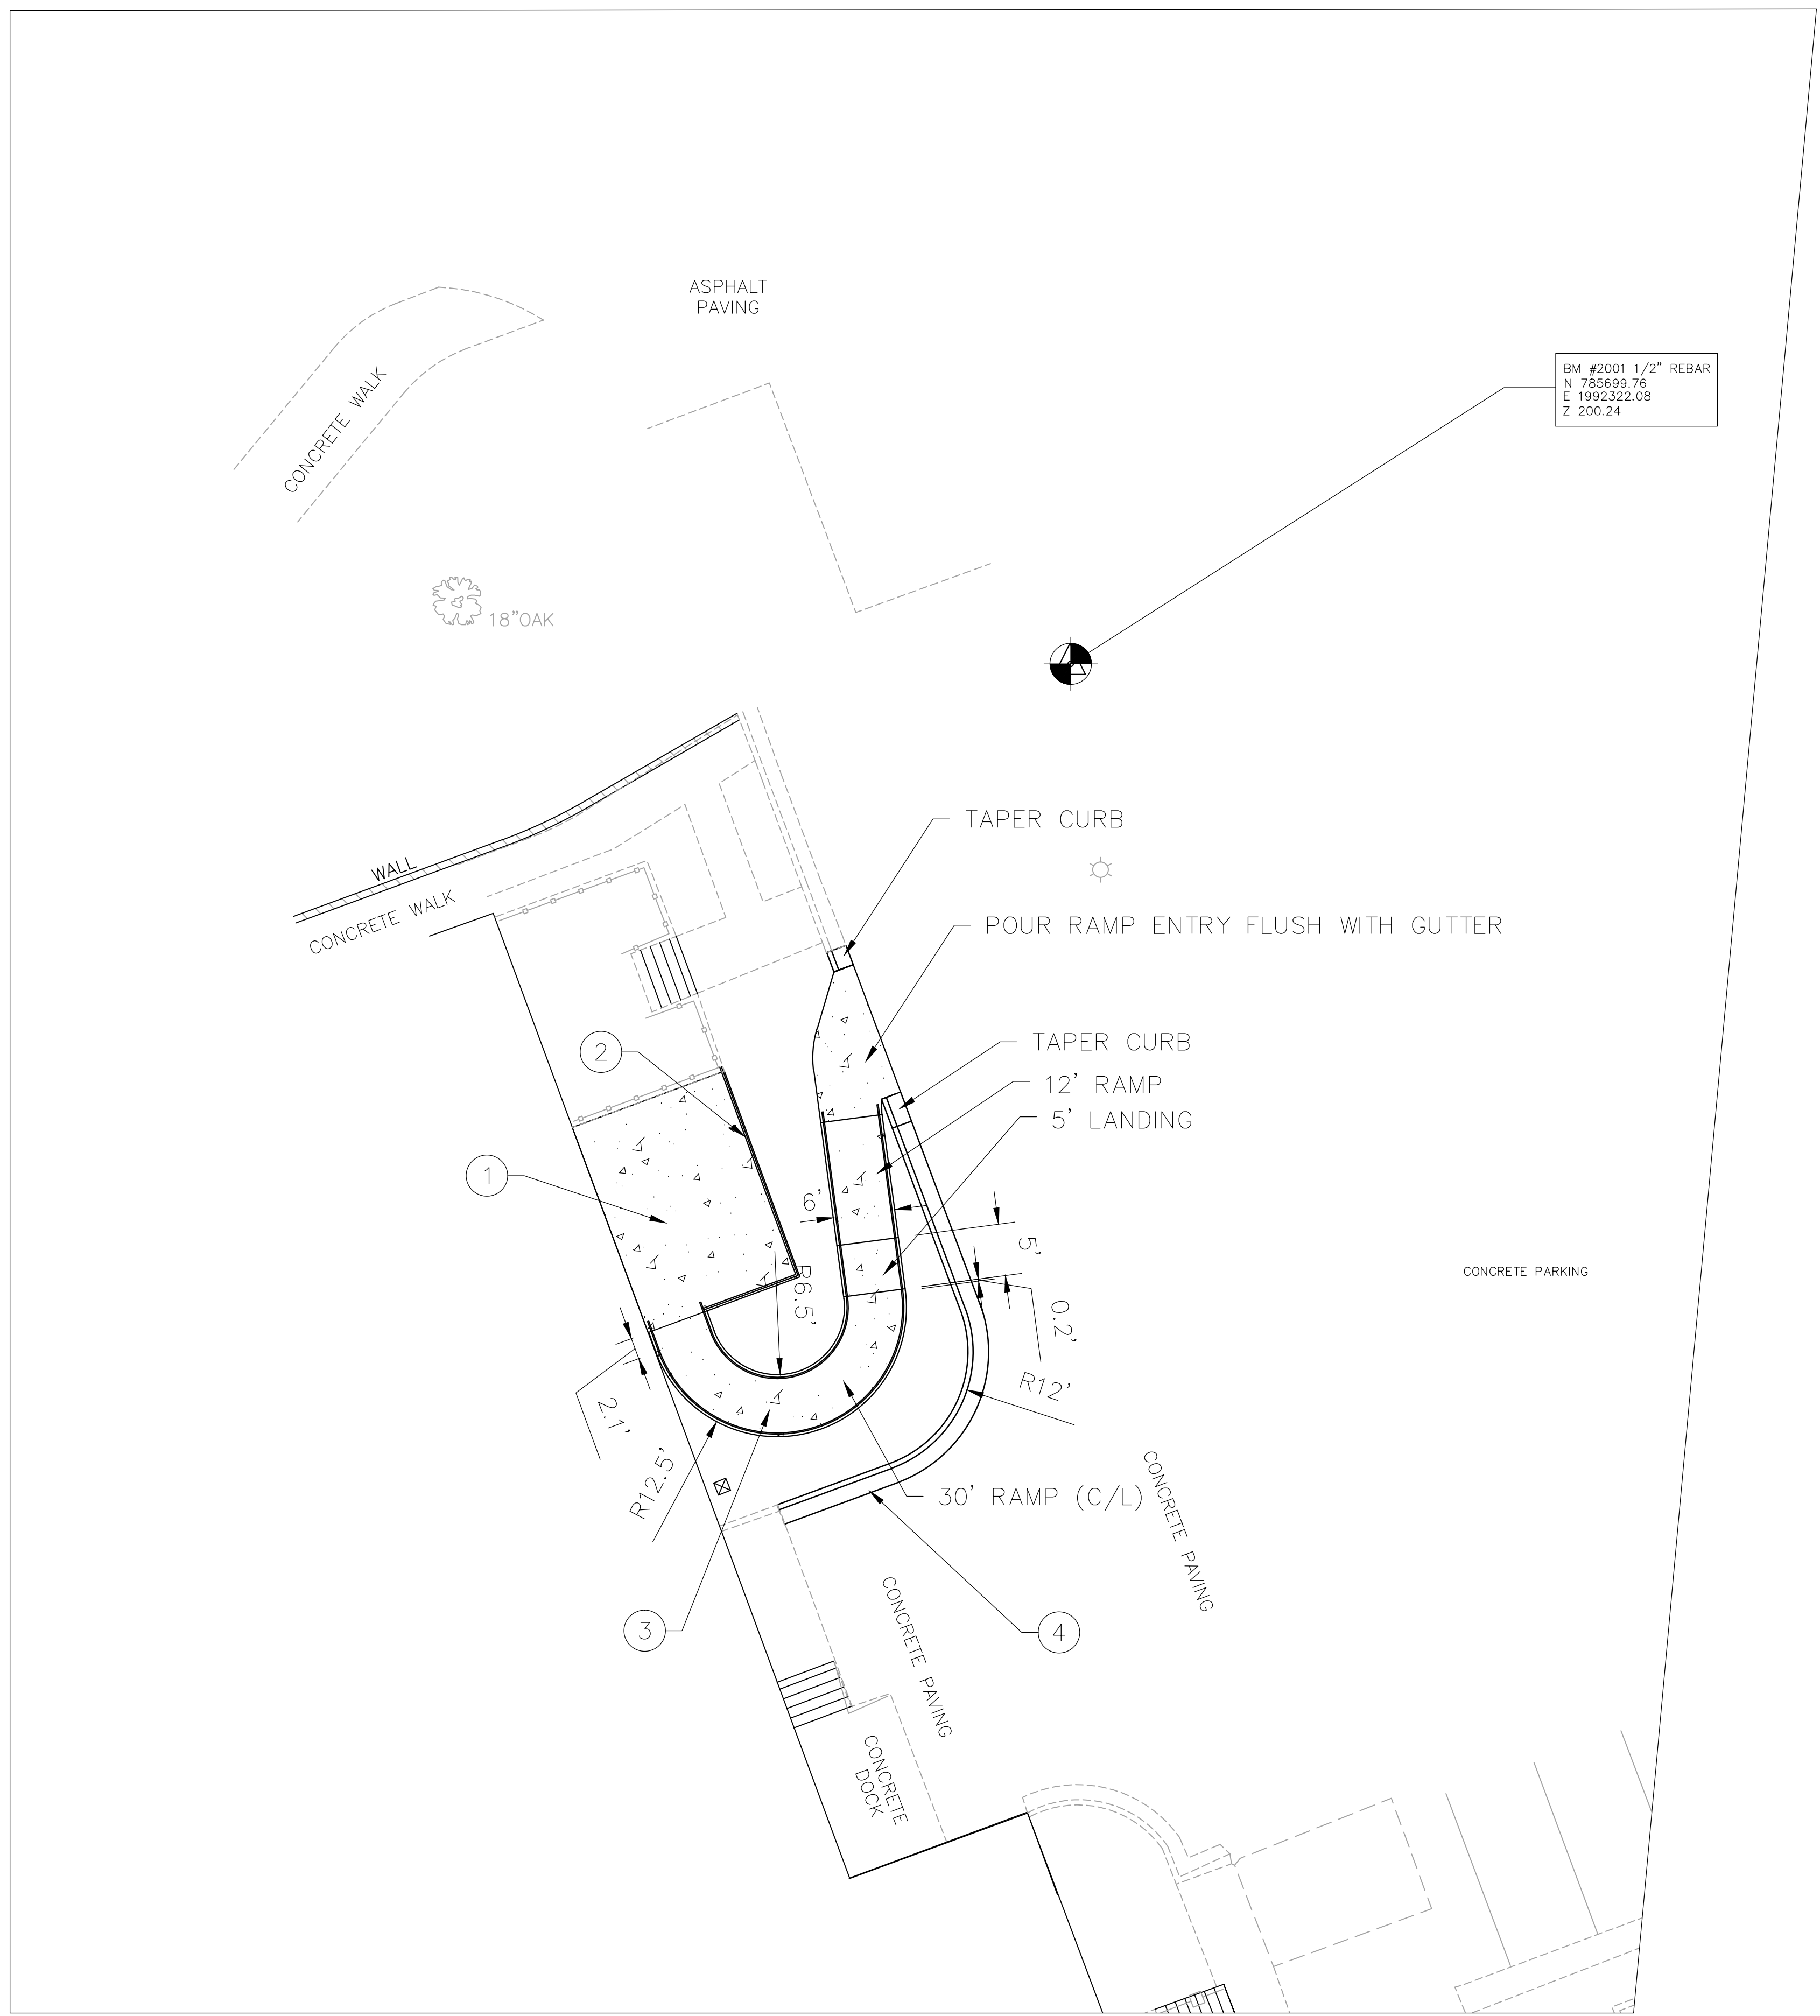 ASPHALT
PAVING
BM #2001 1/2" REBAR
N 785699.76
E 1992322.08
Z 200.24
CONCRETE WALK
18"OAK
TAPER CURB
WALL
CONCRETE WALK
POUR RAMP ENTRY FLUSH WITH GUTTER
2
TAPER CURB
12' RAMP
5' LANDING
1
6'
5'
R6.5'
CONCRETE PARKING
0.2'
R12'
2.1'
R12.5'
30' RAMP (C/L)
CONCRETE PAVING
3
4
CONCRETE PAVING
CONCRETE
DOCK